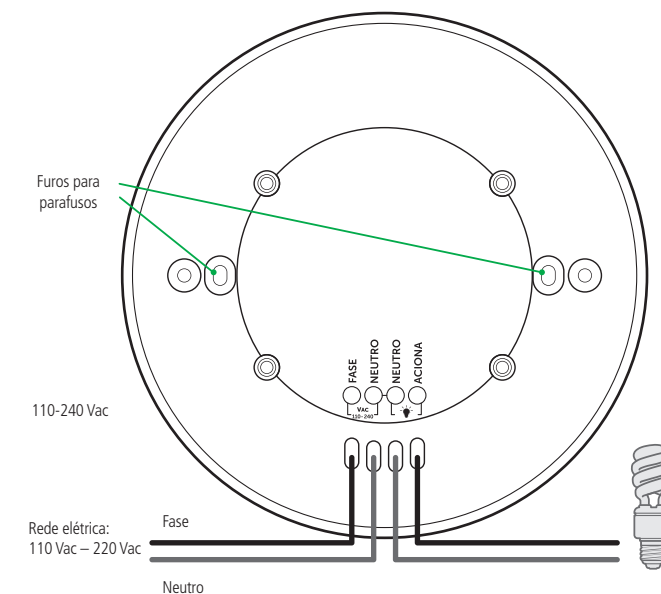 Furos para
parafusos
FASE
NEUTRO
NEUTRO
ACIONA
VAC
110-240
110-240 Vac
Fase
Rede elétrica:
110 Vac – 220 Vac
Neutro